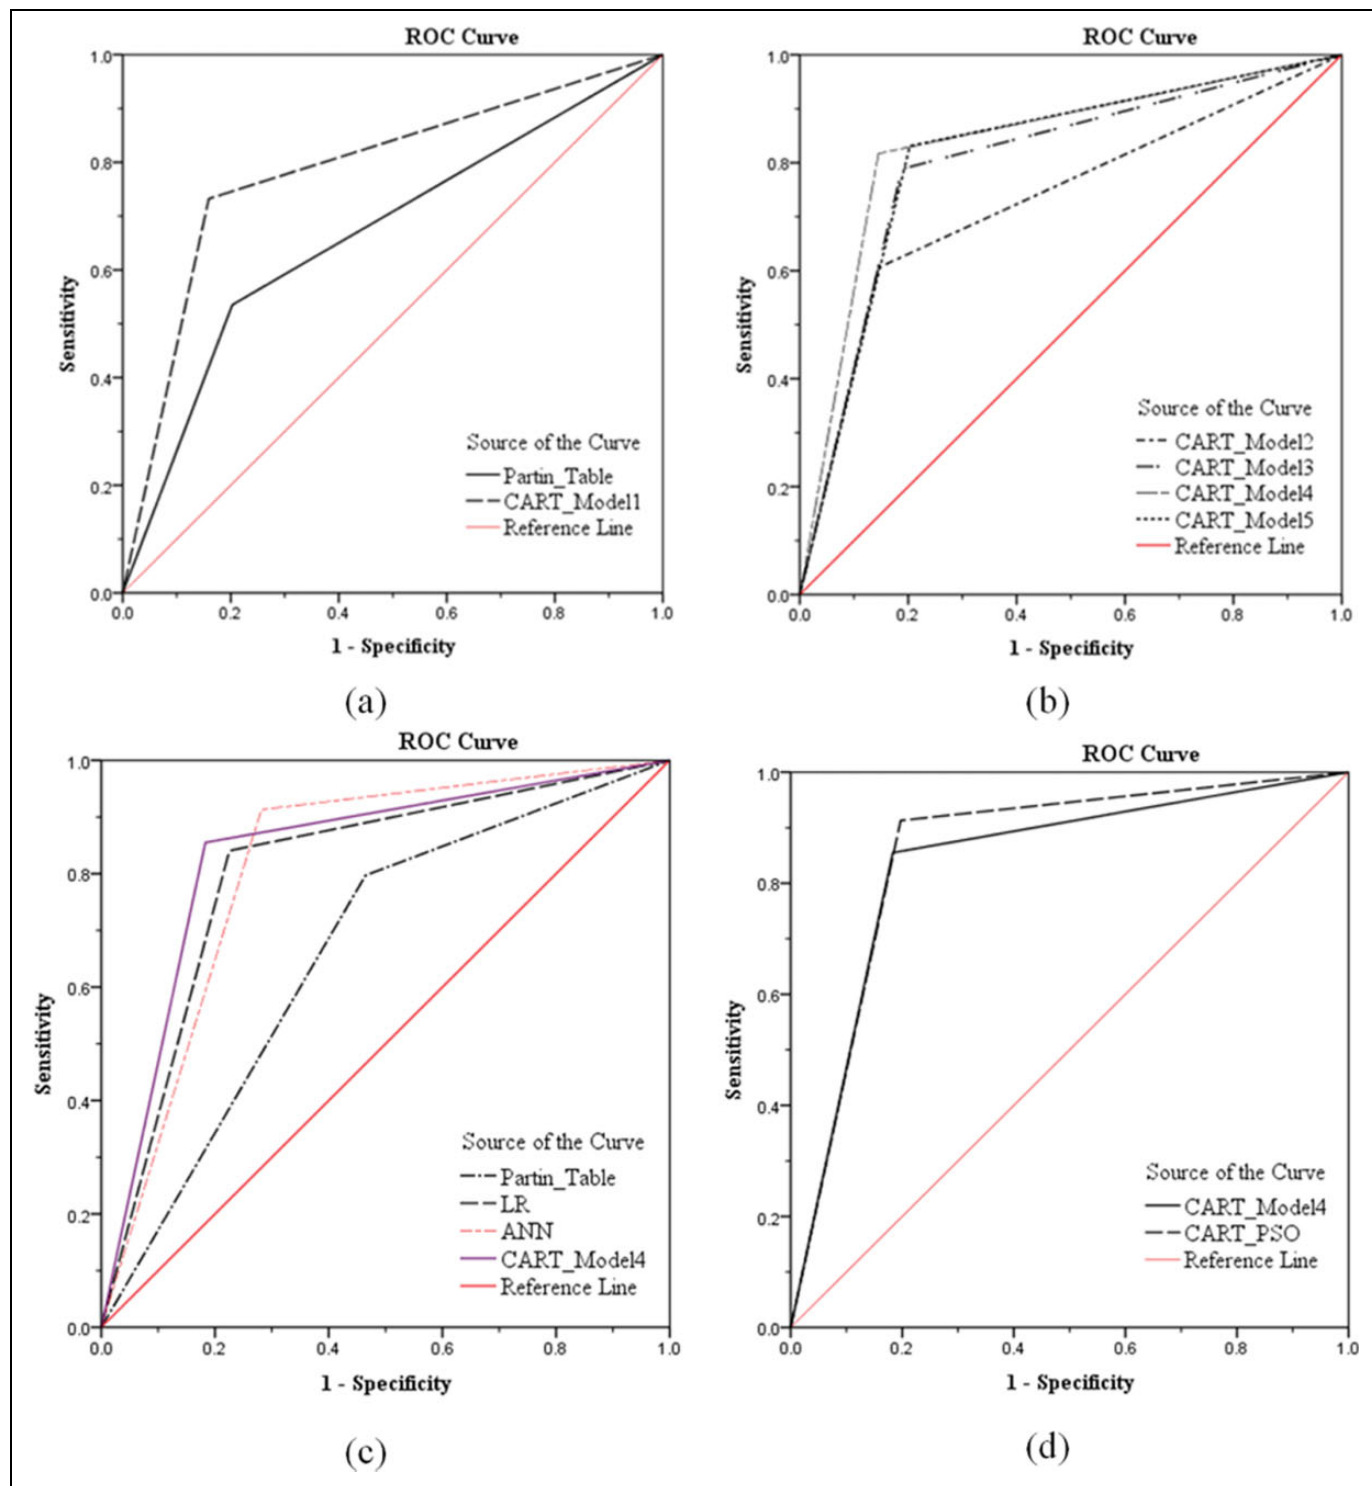 ROC Curve
1.0
0.8
0.6
0.4
0.2
0.0
Sensitivity
Source of the Curve
Partin_Table
CART_Model1
Reference Line
0.0 0.2 0.4 0.6 0.8 1.0
1 - Specificity
(a)
ROC Curve
1.0
0.8
0.6
0.4
0.2
0.0
Sensitivity
Source of the Curve
CART_Model2
CART_Model3
CART_Model4
CART_Model5
Reference Line
0.0 0.2 0.4 0.6 0.8 1.0
1 - Specificity
(b)
ROC Curve
1.0
0.8
0.6
0.4
0.2
0.0
Sensitivity
Source of the Curve
Partin_Table
LR
ANN
CART_Model4
Reference Line
0.0 0.2 0.4 0.6 0.8 1.0
1 - Specificity
(c)
ROC Curve
1.0
0.8
0.6
0.4
0.2
0.0
Sensitivity
Source of the Curve
CART_Model4
CART_PSO
Reference Line
0.0 0.2 0.4 0.6 0.8 1.0
1 - Specificity
(d)